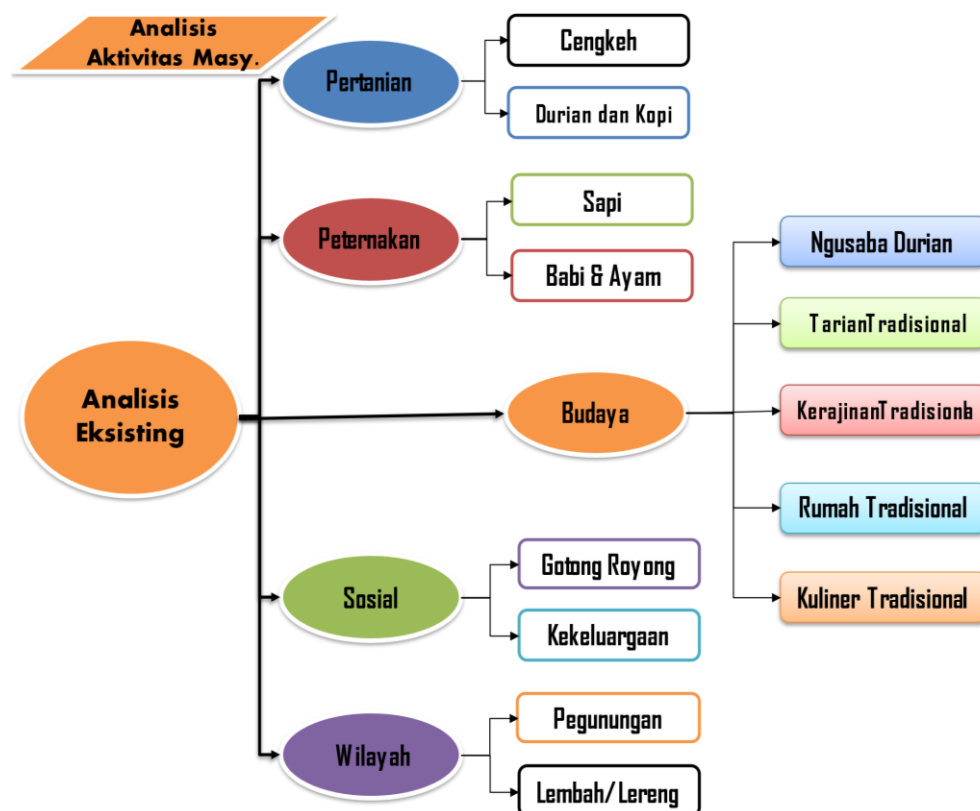 Analisis
Aktivitas Masy.
Pertanian
Cengkeh
Durian dan Kopi
Peternakan
Sapi
Babi & Ayam
Analisis
Eksisting
Budaya
Ngusaba Durian
TarianTradisional
KerajinanTradisionb
Rumah Tradisional
Kuliner Tradisional
Sosial
Gotong Royong
Kekeluargaan
Wilayah
Pegunungan
Lembah/Lereng